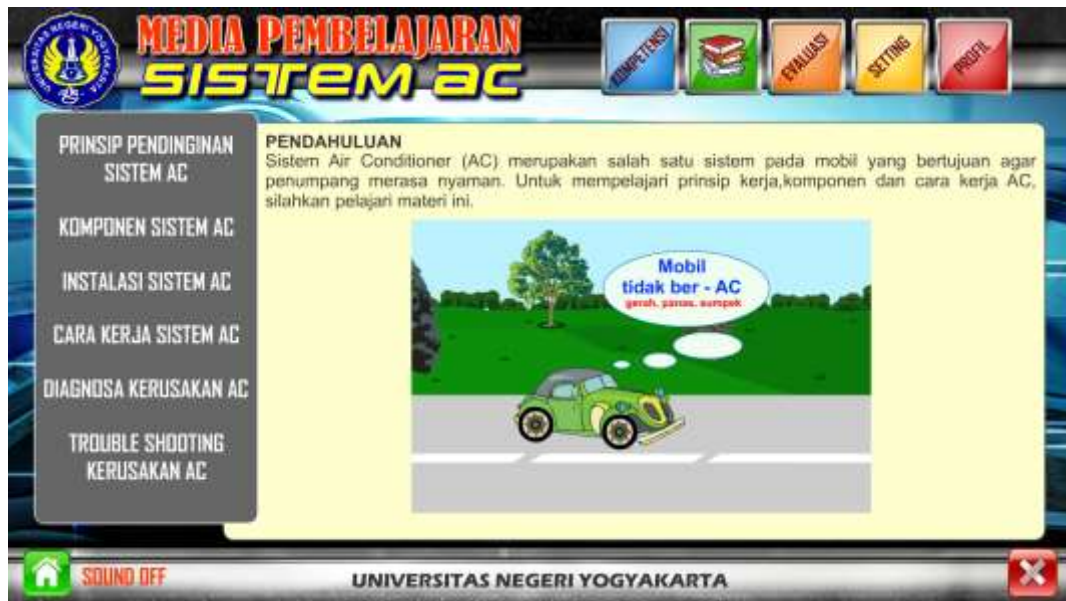 MEDIA PEMBELAJARAN
SISTEM AC
UNIVERSITAS NEGERI YOGYAKARTA
KOMPETENSI
EVALUASI
SETTING
PROFIL
PRINSIP PENDINGINAN
SISTEM AC
KOMPONEN SISTEM AC
INSTALASI SISTEM AC
CARA KERJA SISTEM AC
DIAGNOSA KERUSAKAN AC
TROUBLE SHOOTING
KERUSAKAN AC
PENDAHULUAN
Sistem Air Conditioner (AC) merupakan salah satu sistem pada mobil yang bertujuan agar
penumpang merasa nyaman. Untuk mempelajari prinsip kerja,komponen dan cara kerja AC,
silahkan pelajari materi ini.
Mobil
tidak ber - AC
gerah, panas, sumpek
SOUND OFF
UNIVERSITAS NEGERI YOGYAKARTA